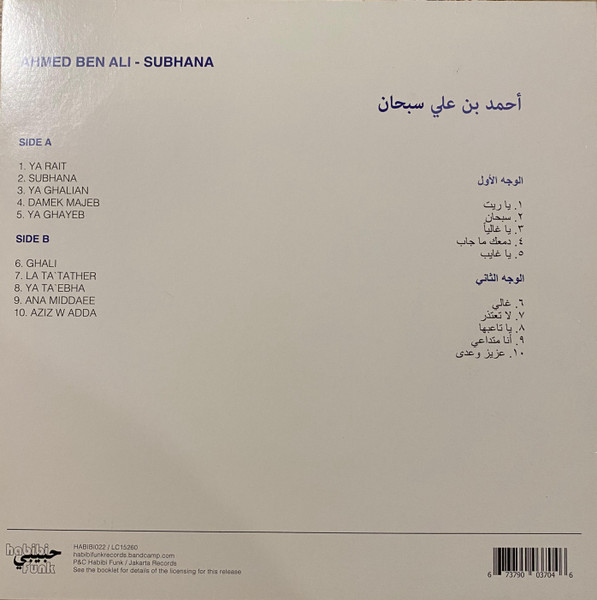 AHMED BEN ALI - SUBHANA
أحمد بن علي سبحان
SIDE A
1. YA RAIT
2. SUBHANA
3. YA GHALIAN
4. DAMEK MAJEB
5. YA GHAYEB
SIDE B
6. GHALI
7. LA TA`TATHER
8. YA TA`EBHA
9. ANA MIDDAEE
10. AZIZ W ADDA
الوجه الأول
١. يا ريت
٢. سبحان
٣. يا غالياً
٤. دمعك ما جاب
٥. يا غايب
الوجه الثاني
٦. غالي
٧. لا تعتذر
٨. يا تاعبها
٩. أنا متداعي
١٠. عزيز وعدى
habibi funk
حبيبي
HABIBI022 / LC15260
habibifunkrecords.bandcamp.com
P&C Habibi Funk / Jakarta Records
See the booklet for details of the licensing for this release
6 73790 03704 6